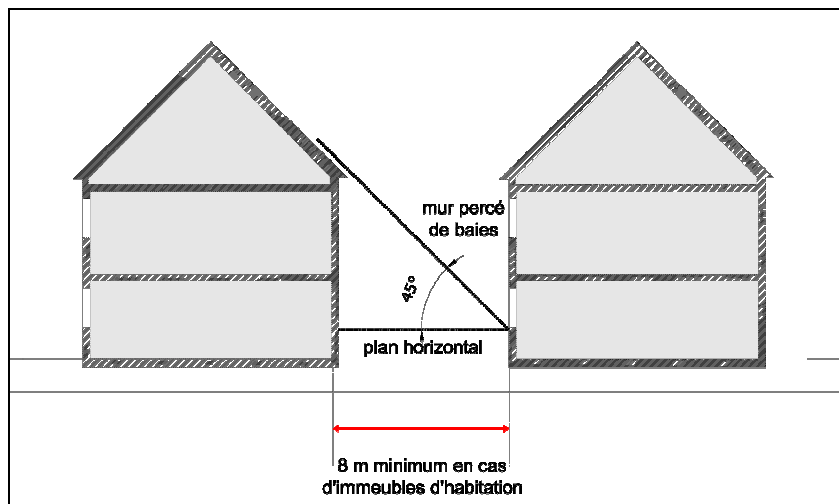 mur percé
de baies
45°
plan horizontal
8 m minimum en cas
d'immeubles d'habitation